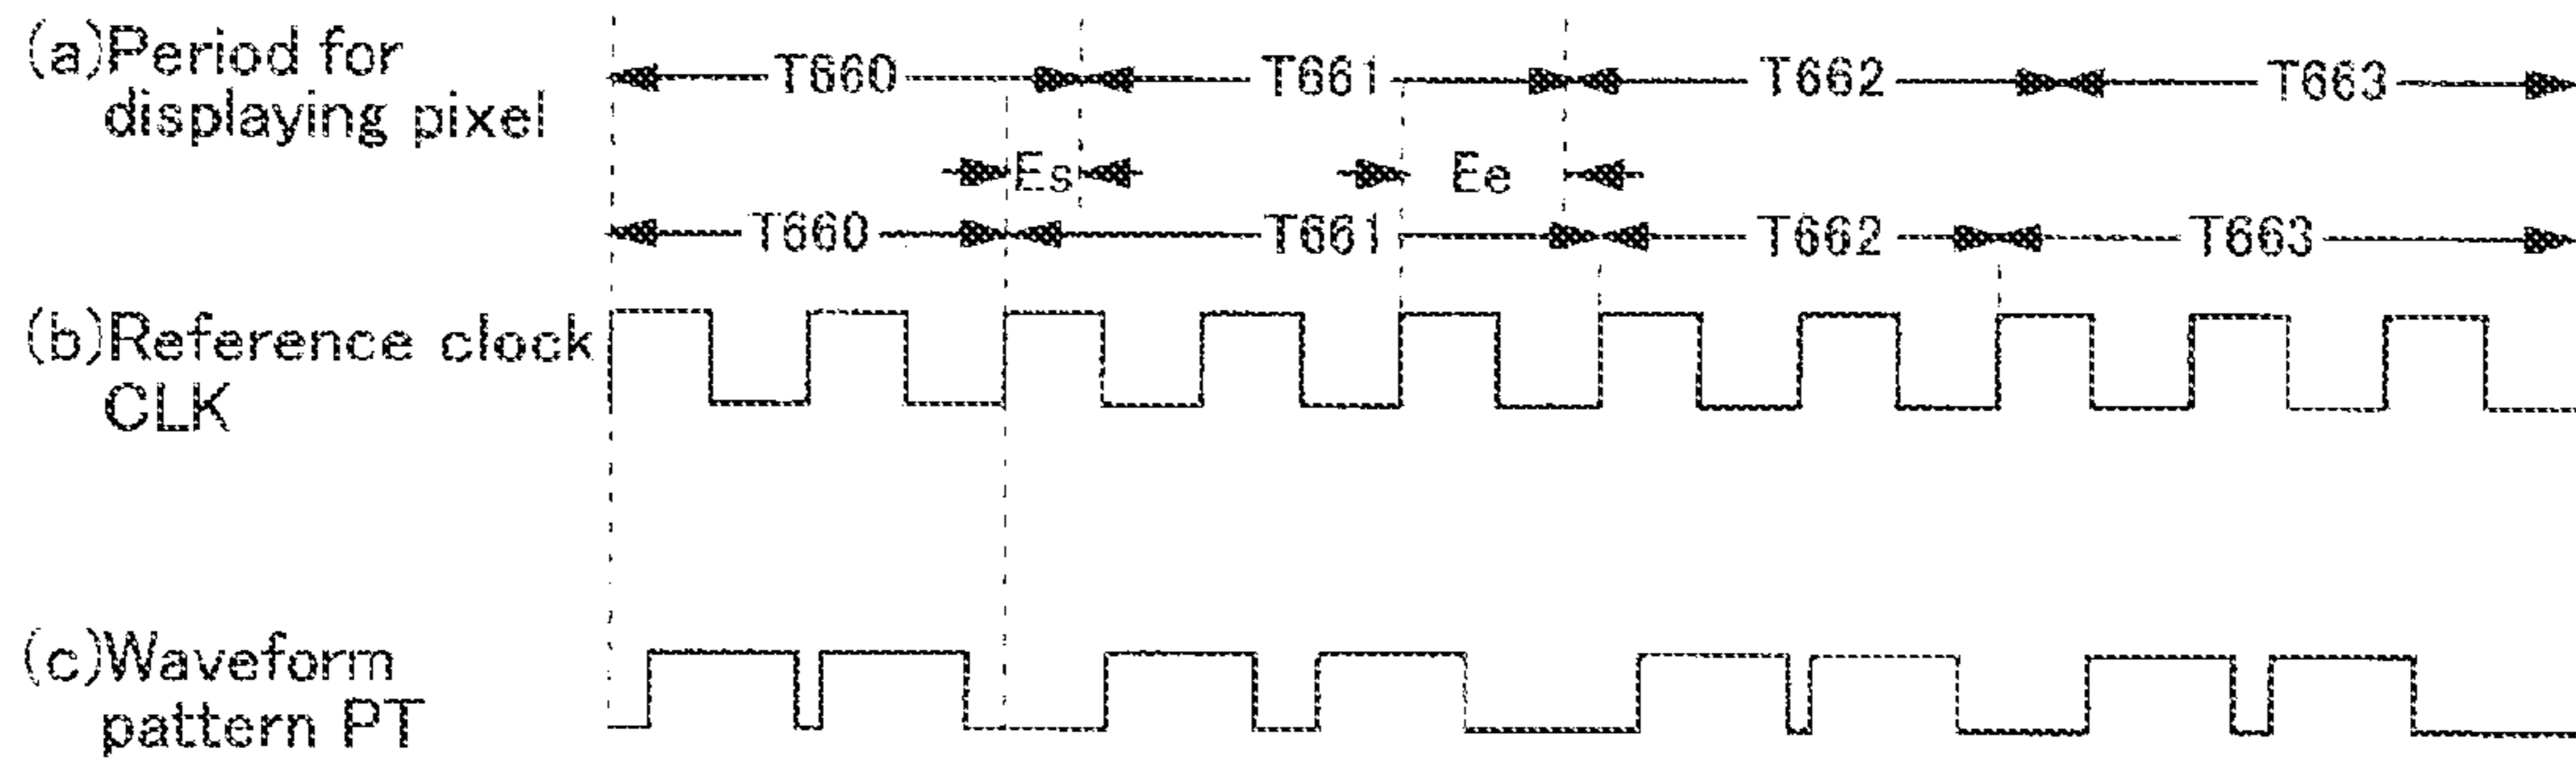 (a)Period for
displaying pixel
T660 T661 T662 T663
Es Ee
T660 T661 T662 T663
(b)Reference clock
CLK
(c)Waveform
pattern PT